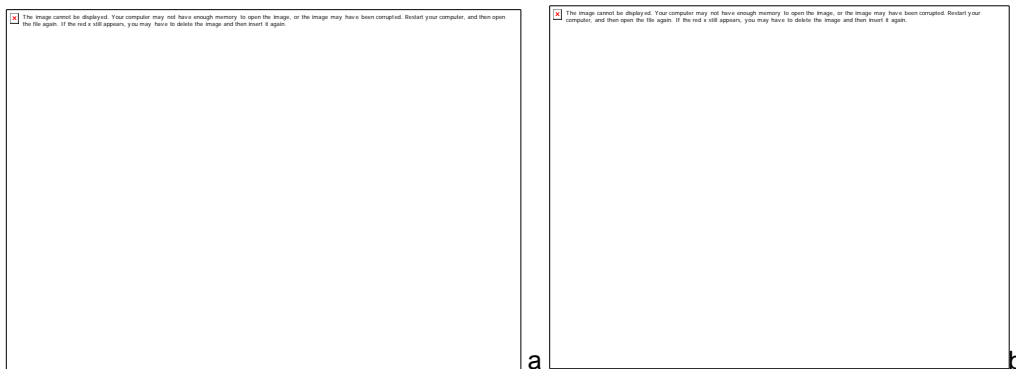 The image cannot be displayed. Your computer may not have enough memory to open the image, or the image may have been corrupted. Restart your computer, and then open
the file again. If the red x still appears, you may have to delete the image and then insert it again.
The image cannot be displayed. Your computer may not have enough memory to open the image, or the image may have been corrupted. Restart your
computer, and then open the file again. If the red x still appears, you may have to delete the image and then insert it again.
a
b